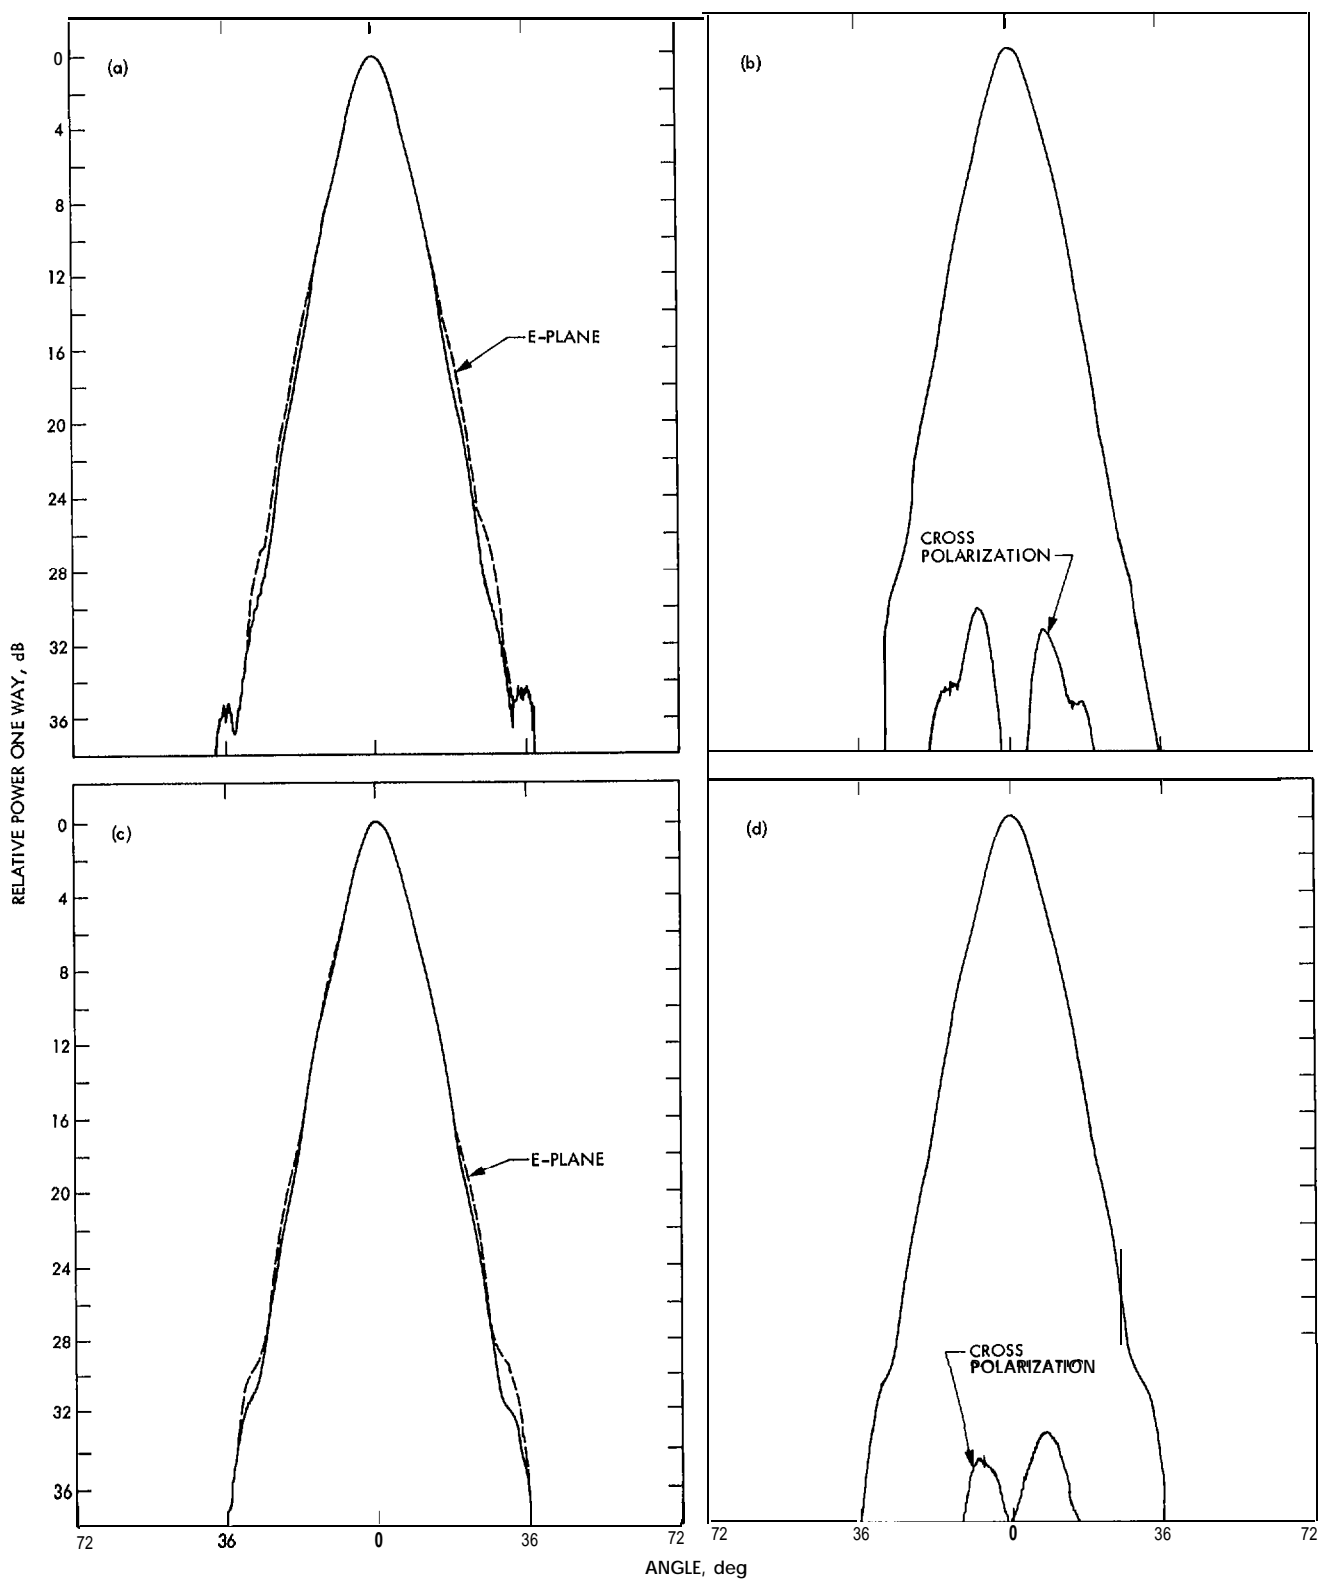 (a)
(b)
0
4
8
12
16
20
24
28
32
36
E-PLANE
CROSS
POLARIZATION
RELATIVE POWER ONE WAY, dB
(c)
(d)
0
4
8
12
16
20
24
28
32
36
E-PLANE
CROSS
POLARIZATION
72
36
0
36
72
72
36
0
36
72
ANGLE, deg